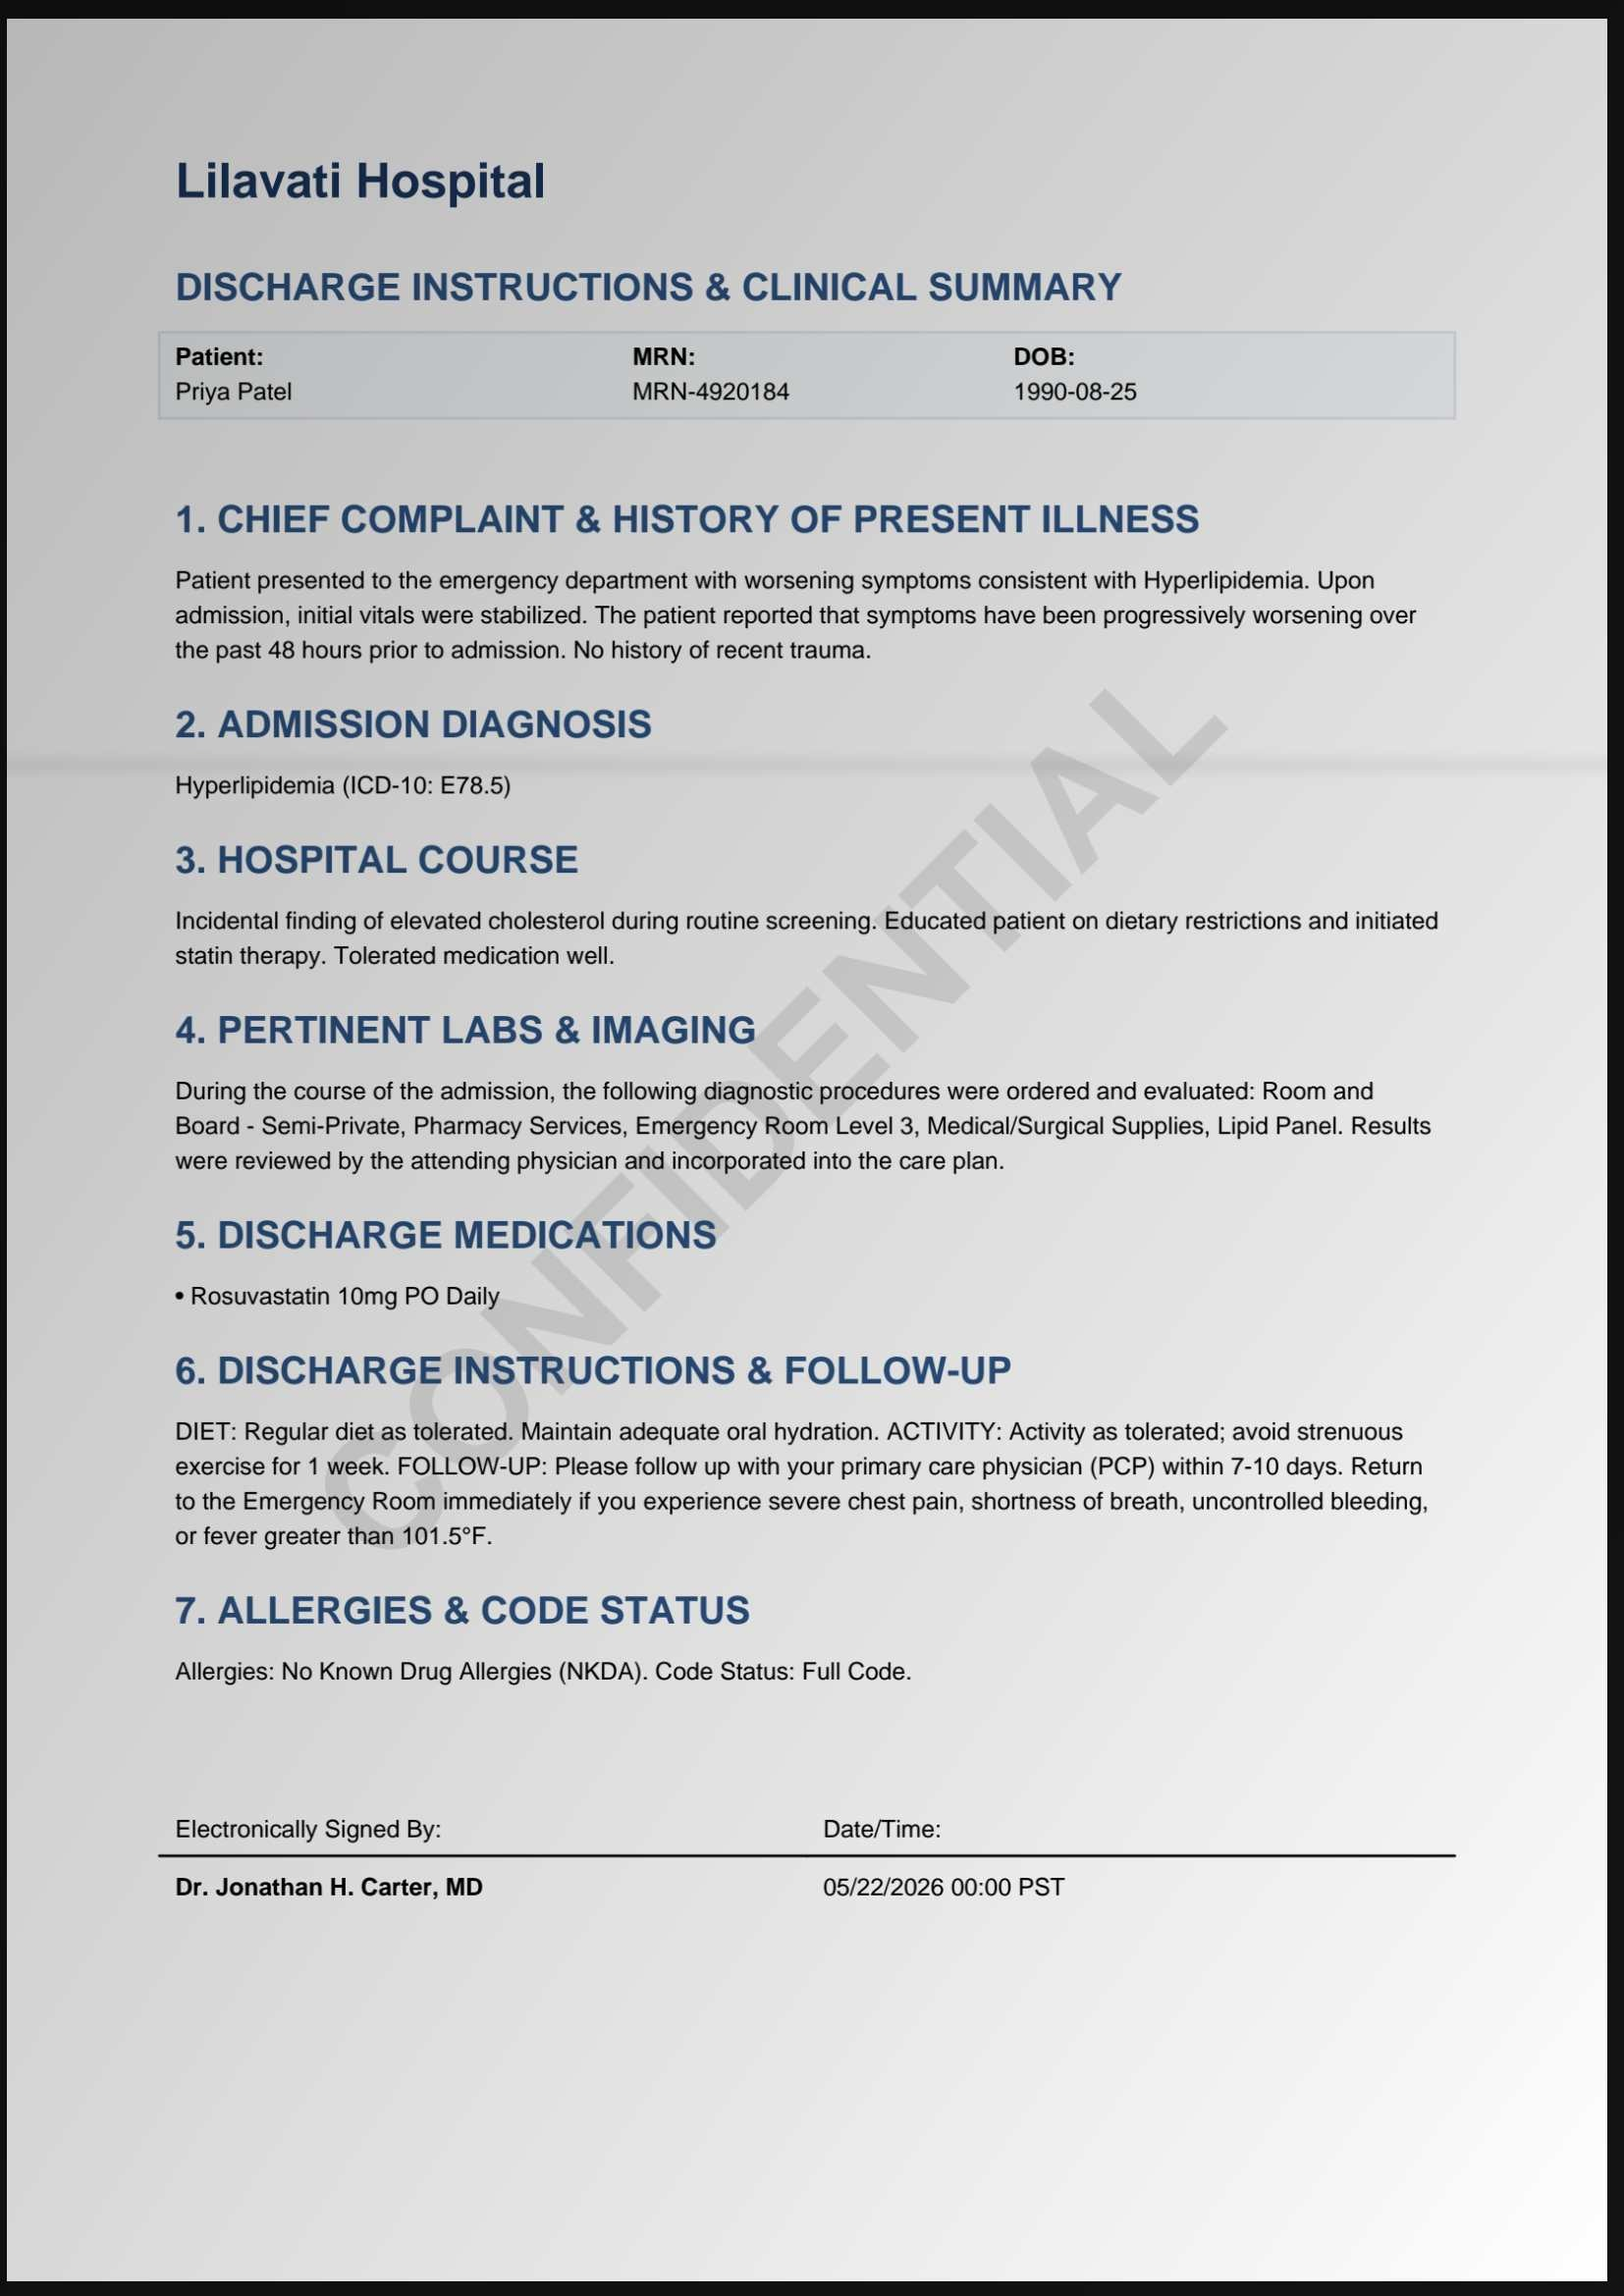 Lilavati Hospital
DISCHARGE INSTRUCTIONS & CLINICAL SUMMARY
Patient: MRN: DOB:
Priya Patel MRN-4920184 1990-08-25
1. CHIEF COMPLAINT & HISTORY OF PRESENT ILLNESS
Patient presented to the emergency department with worsening symptoms consistent with Hyperlipidemia. Upon
admission, initial vitals were stabilized. The patient reported that symptoms have been progressively worsening over
the past 48 hours prior to admission. No history of recent trauma.
2. ADMISSION DIAGNOSIS
Hyperlipidemia (ICD-10: E78.5)
3. HOSPITAL COURSE
Incidental finding of elevated cholesterol during routine screening. Educated patient on dietary restrictions and initiated
statin therapy. Tolerated medication well.
4. PERTINENT LABS & IMAGING
During the course of the admission, the following diagnostic procedures were ordered and evaluated: Room and
Board - Semi-Private, Pharmacy Services, Emergency Room Level 3, Medical/Surgical Supplies, Lipid Panel. Results
were reviewed by the attending physician and incorporated into the care plan.
5. DISCHARGE MEDICATIONS
• Rosuvastatin 10mg PO Daily
6. DISCHARGE INSTRUCTIONS & FOLLOW-UP
DIET: Regular diet as tolerated. Maintain adequate oral hydration. ACTIVITY: Activity as tolerated; avoid strenuous
exercise for 1 week. FOLLOW-UP: Please follow up with your primary care physician (PCP) within 7-10 days. Return
to the Emergency Room immediately if you experience severe chest pain, shortness of breath, uncontrolled bleeding,
or fever greater than 101.5°F.
7. ALLERGIES & CODE STATUS
Allergies: No Known Drug Allergies (NKDA). Code Status: Full Code.
Electronically Signed By: Date/Time:
Dr. Jonathan H. Carter, MD 05/22/2026 00:00 PST
CONFIDENTIAL